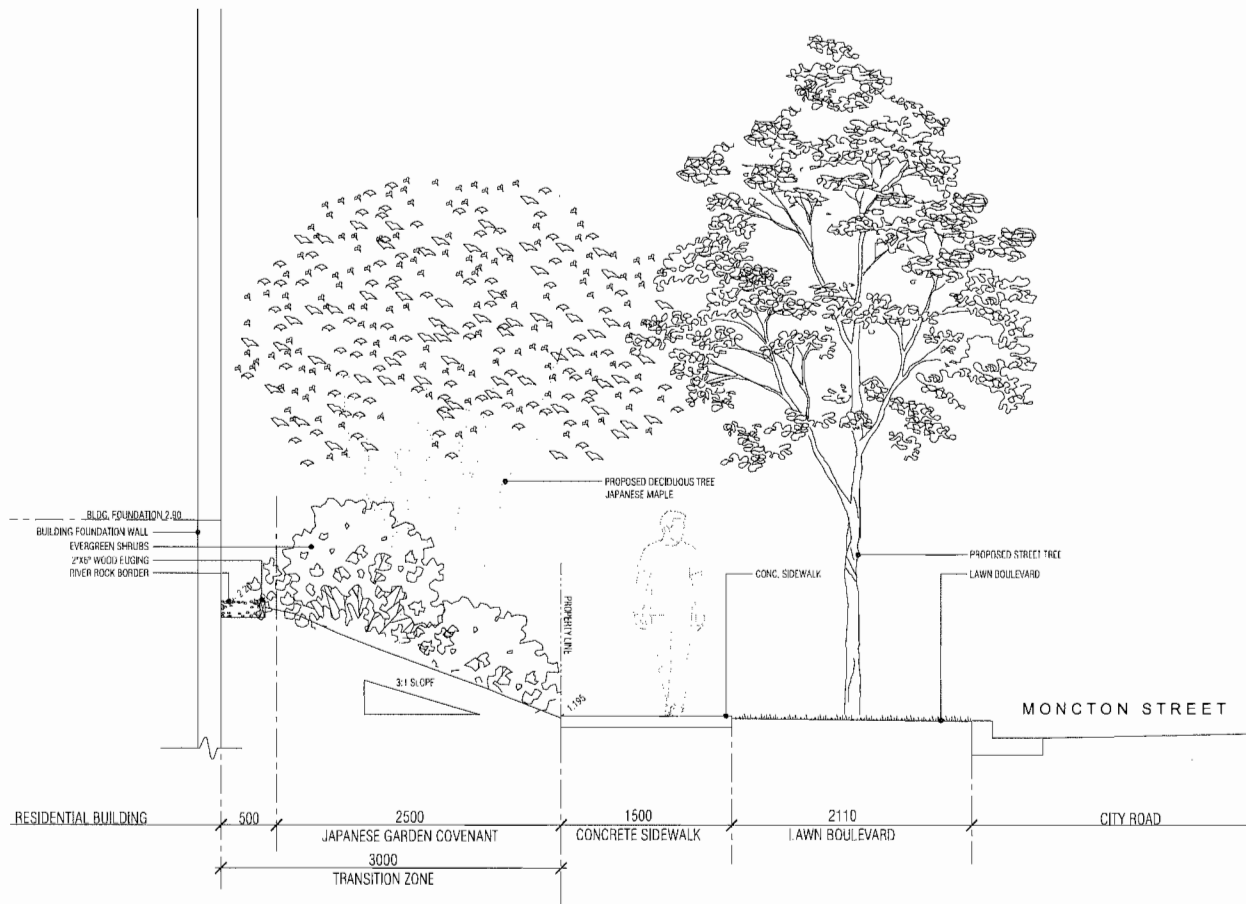 PROPOSED DECIDUOUS TREE
JAPANESE MAPLE
BLDG. FOUNDATION 2.90
BUILDING FOUNDATION WALL
EVERGREEN SHRUBS
2"X6" WOOD EDGING
RIVER ROCK BORDER
2.20
PROPERTY LINE
CONC. SIDEWALK
PROPOSED STREET TREE
LAWN BOULEVARD
3:1 SLOPE
1.195
MONCTON STREET
RESIDENTIAL BUILDING
500
2500
JAPANESE GARDEN COVENANT
1500
CONCRETE SIDEWALK
2110
LAWN BOULEVARD
CITY ROAD
3000
TRANSITION ZONE